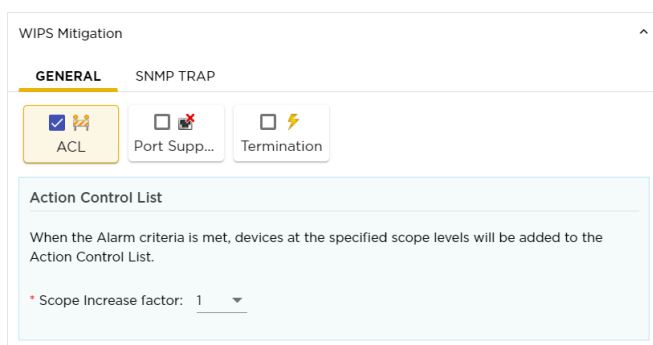 WIPS Mitigation
GENERAL SNMP TRAP
ACL Port Supp... Termination
Action Control List
When the Alarm criteria is met, devices at the specified scope levels will be added to the
Action Control List.
* Scope Increase factor: 1